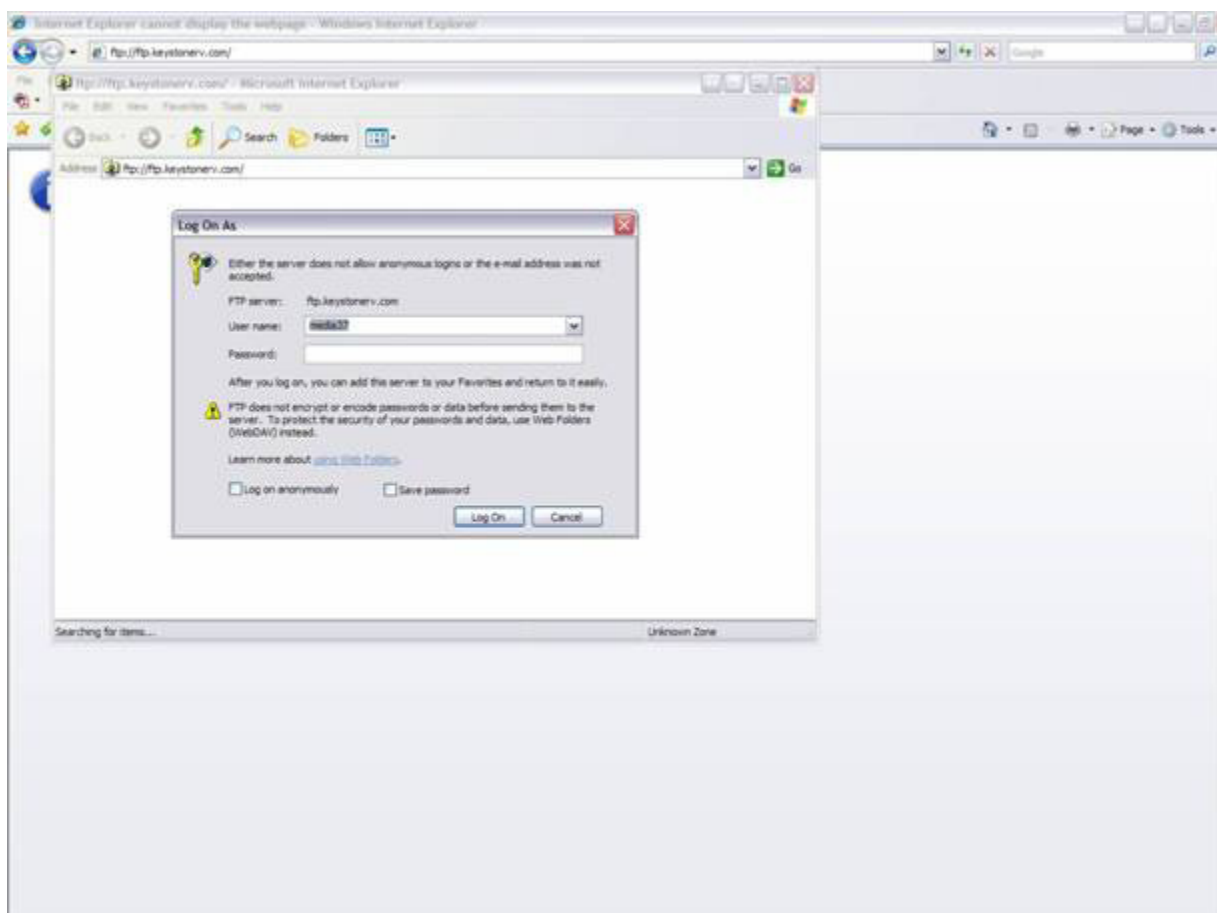 Internet Explorer cannot display the webpage - Windows Internet Explorer
ftp://ftp.keystonerv.com/
Google
File
ftp://ftp.keystonerv.com/ - Microsoft Internet Explorer
File Edit View Favorites Tools Help
Back
Search
Folders
Page
Tools
Address
ftp://ftp.keystonerv.com/
Go
Log On As
Either the server does not allow anonymous logins or the e-mail address was not
accepted.
FTP server: ftp.keystonerv.com
User name: media37
Password:
After you log on, you can add this server to your Favorites and return to it easily.
FTP does not encrypt or encode passwords or data before sending them to the
server. To protect the security of your passwords and data, use Web Folders
(WebDAV) instead.
Learn more about using Web Folders.
Log on anonymously
Save password
Log On
Cancel
Searching for items...
Unknown Zone